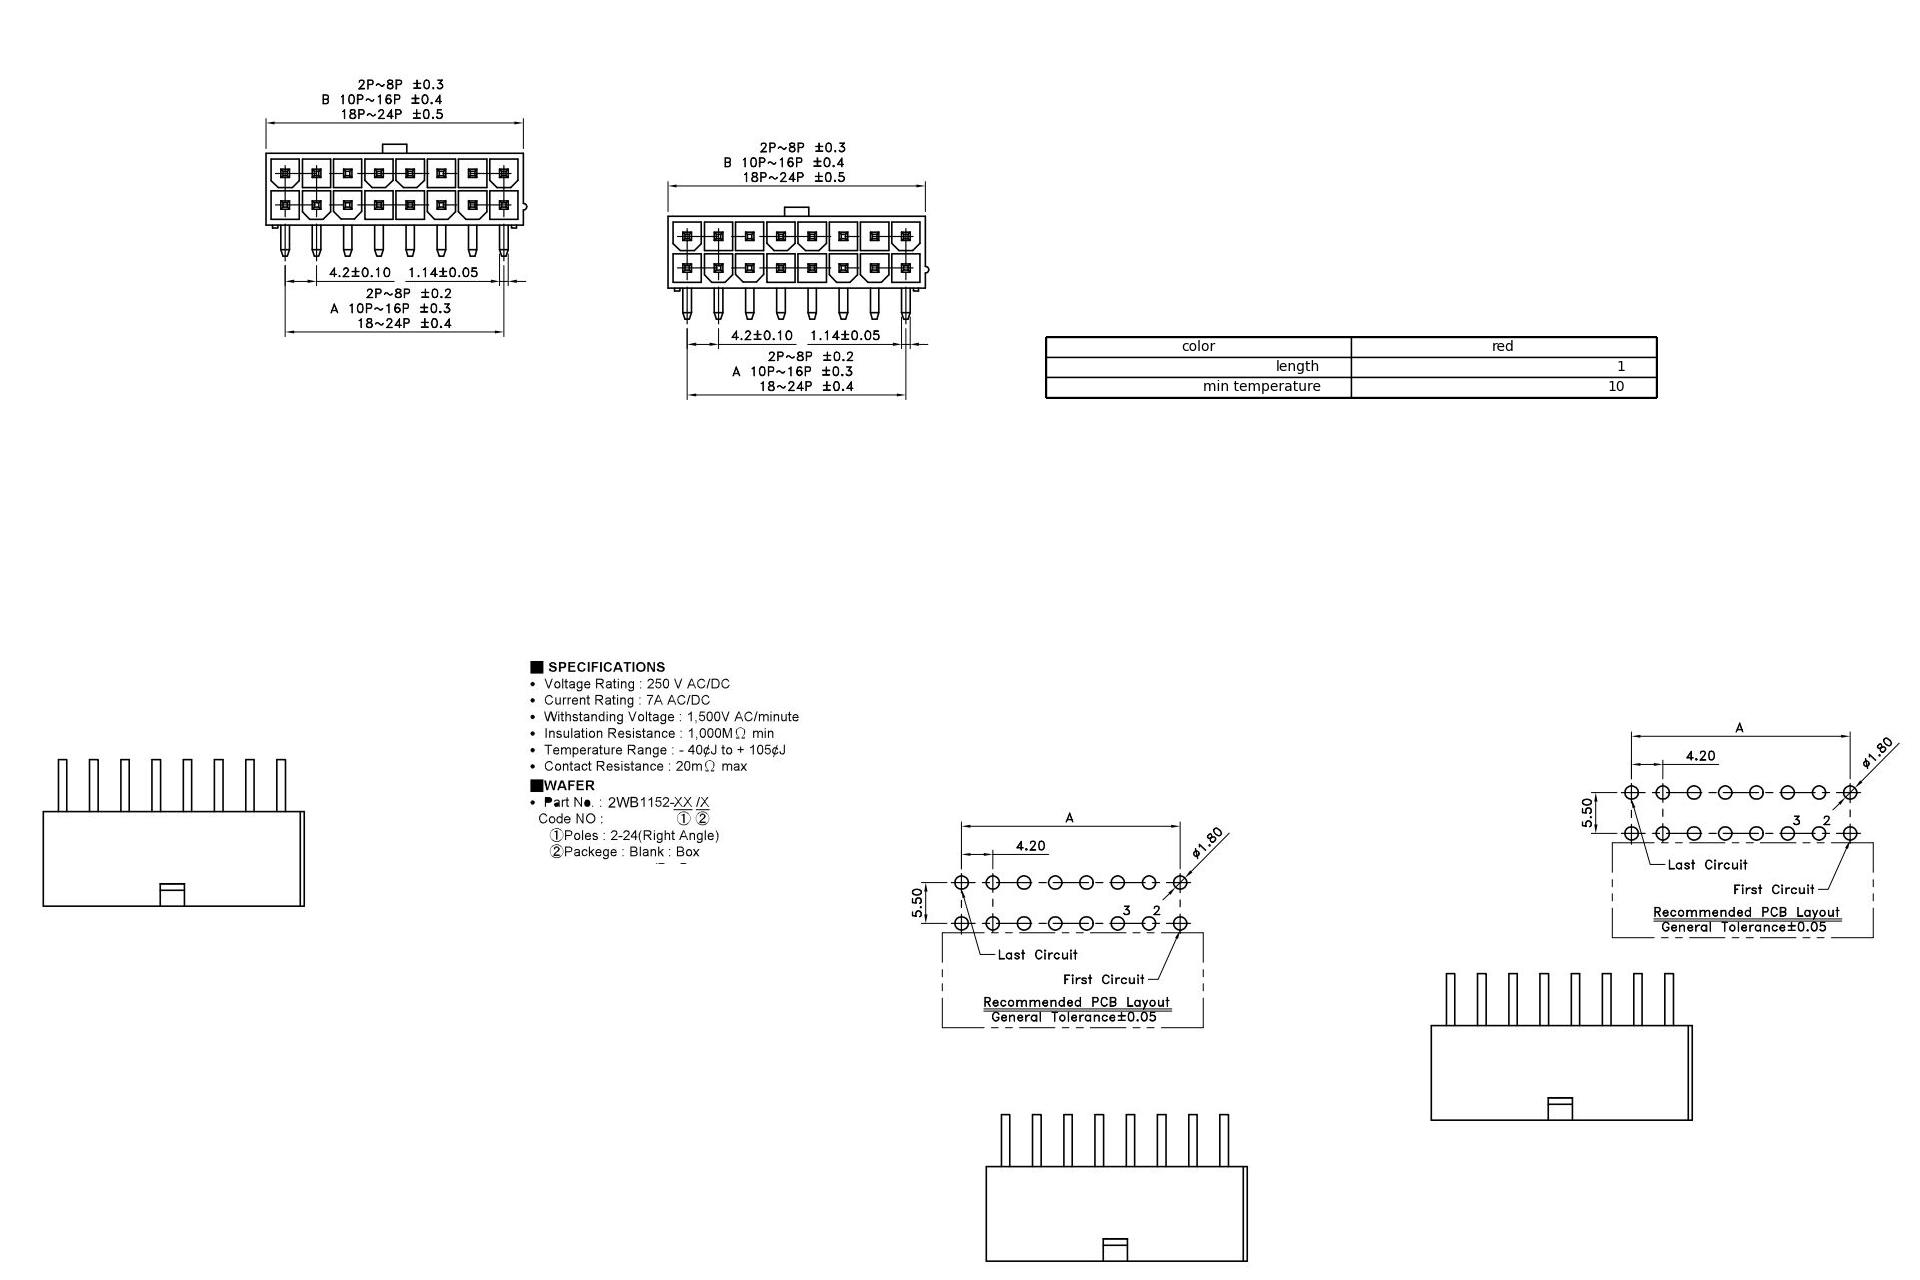 2P~8P ±0.3
B 10P~16P ±0.4
18P~24P ±0.5
4.2±0.10 1.14±0.05
2P~8P ±0.2
A 10P~16P ±0.3
18~24P ±0.4
2P~8P ±0.3
B 10P~16P ±0.4
18P~24P ±0.5
4.2±0.10 1.14±0.05
2P~8P ±0.2
A 10P~16P ±0.3
18~24P ±0.4
color red
length 1
min temperature 10
■ SPECIFICATIONS
• Voltage Rating : 250 V AC/DC
• Current Rating : 7A AC/DC
• Withstanding Voltage : 1,500V AC/minute
• Insulation Resistance : 1,000MΩ min
• Temperature Range : - 40¢J to + 105¢J
• Contact Resistance : 20mΩ max
■WAFER
• Part No. : 2WB1152-XX /X
Code NO : ① ②
①Poles : 2-24(Right Angle)
②Packege : Blank : Box
A
4.20
ø1.80
5.50
3 2
Last Circuit
First Circuit
Recommended PCB Layout
General Tolerance±0.05
A
4.20
ø1.80
5.50
3 2
Last Circuit
First Circuit
Recommended PCB Layout
General Tolerance±0.05